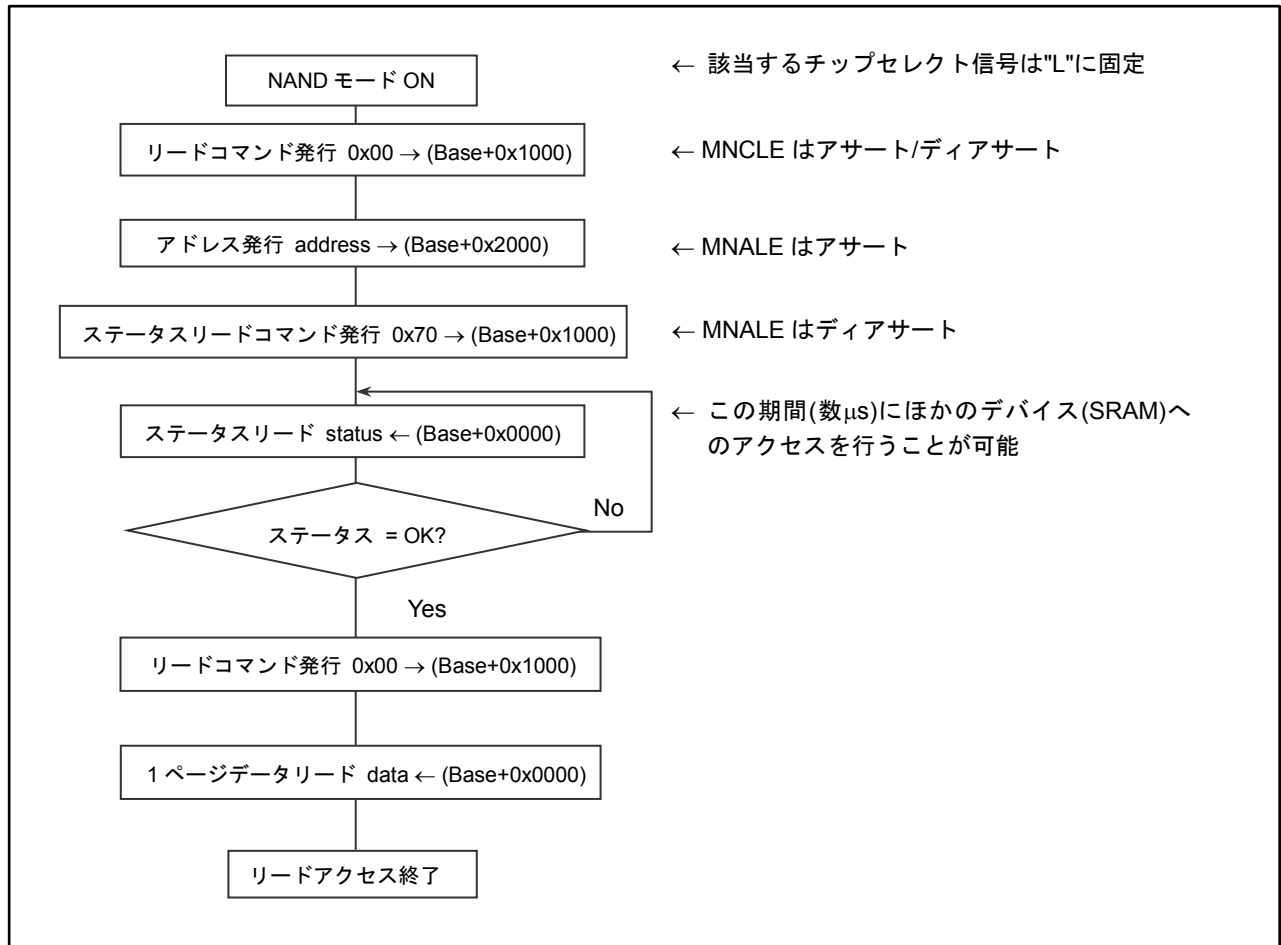 NAND モード ON
← 該当するチップセレクト信号は"L"に固定
リードコマンド発行 0x00 → (Base+0x1000)
← MNCLE はアサート/ディアサート
アドレス発行 address → (Base+0x2000)
← MNALE はアサート
ステータスリードコマンド発行 0x70 → (Base+0x1000)
← MNALE はディアサート
ステータスリード status ← (Base+0x0000)
← この期間(数μs)にほかのデバイス(SRAM)へ
のアクセスを行うことが可能
ステータス = OK?
No
Yes
リードコマンド発行 0x00 → (Base+0x1000)
1 ページデータリード data ← (Base+0x0000)
リードアクセス終了